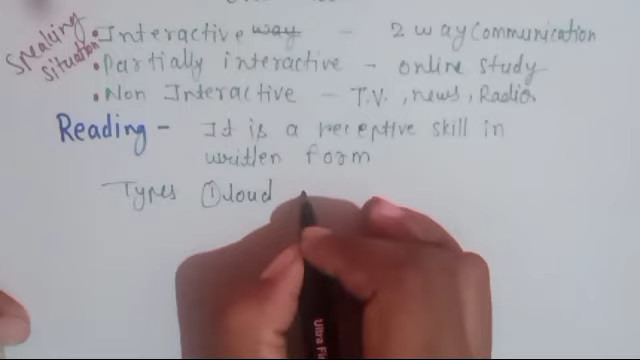 Speaking
situation
• Interactive way - 2 way Communication
• Partially interactive - online study
• Non Interactive - T.V., news, Radio
Reading - It is a receptive skill in
written form
Types ① loud